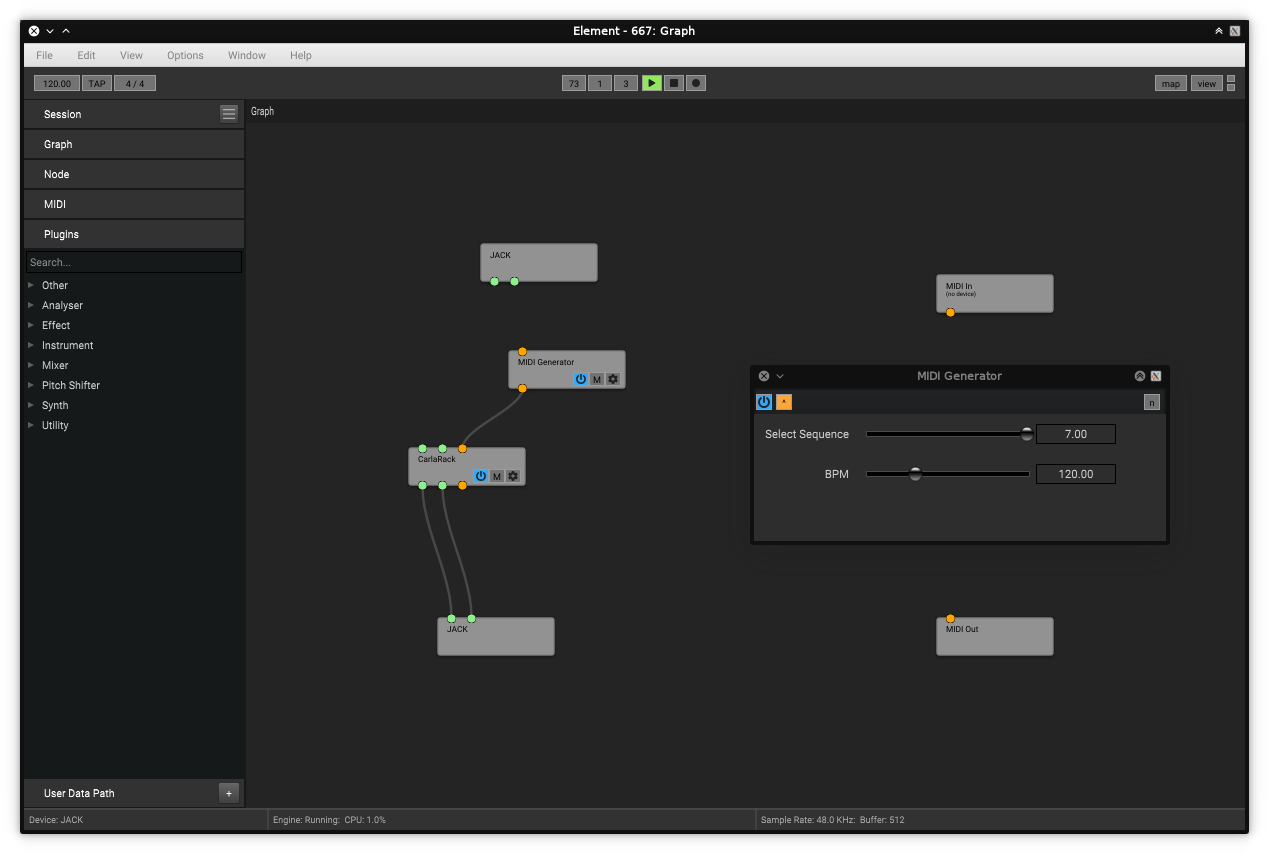 Element - 667: Graph
File Edit View Options Window Help
120.00 TAP 4 / 4 73 1 3 map view
Session
Graph
Graph
Node
MIDI
Plugins
Search...
Other
Analyser
Effect
Instrument
Mixer
Pitch Shifter
Synth
Utility
JACK
MIDI In
(no device)
MIDI Generator
M
CarlaRack
M
JACK
MIDI Generator
n
Select Sequence 7.00
BPM 120.00
MIDI Out
User Data Path +
Device: JACK Engine: Running: CPU: 1.0% Sample Rate: 48.0 KHz: Buffer: 512